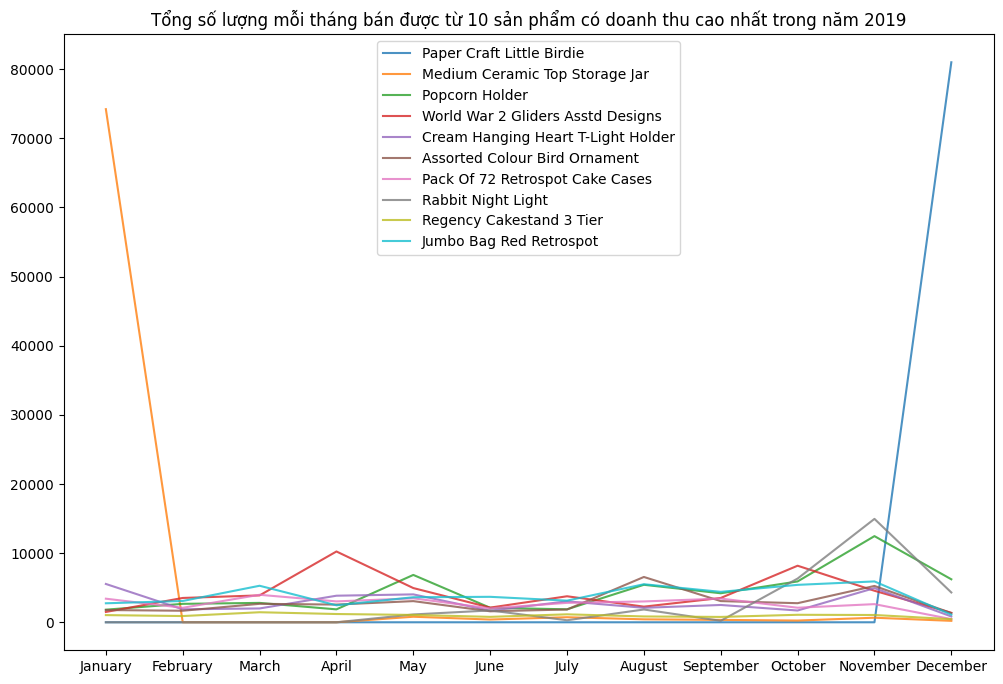 Tổng số lượng mỗi tháng bán được từ 10 sản phẩm có doanh thu cao nhất trong năm 2019
Paper Craft Little Birdie
Medium Ceramic Top Storage Jar
Popcorn Holder
World War 2 Gliders Asstd Designs
Cream Hanging Heart T-Light Holder
Assorted Colour Bird Ornament
Pack Of 72 Retrospot Cake Cases
Rabbit Night Light
Regency Cakestand 3 Tier
Jumbo Bag Red Retrospot
80000
70000
60000
50000
40000
30000
20000
10000
0
January February March April May June July August September October November December